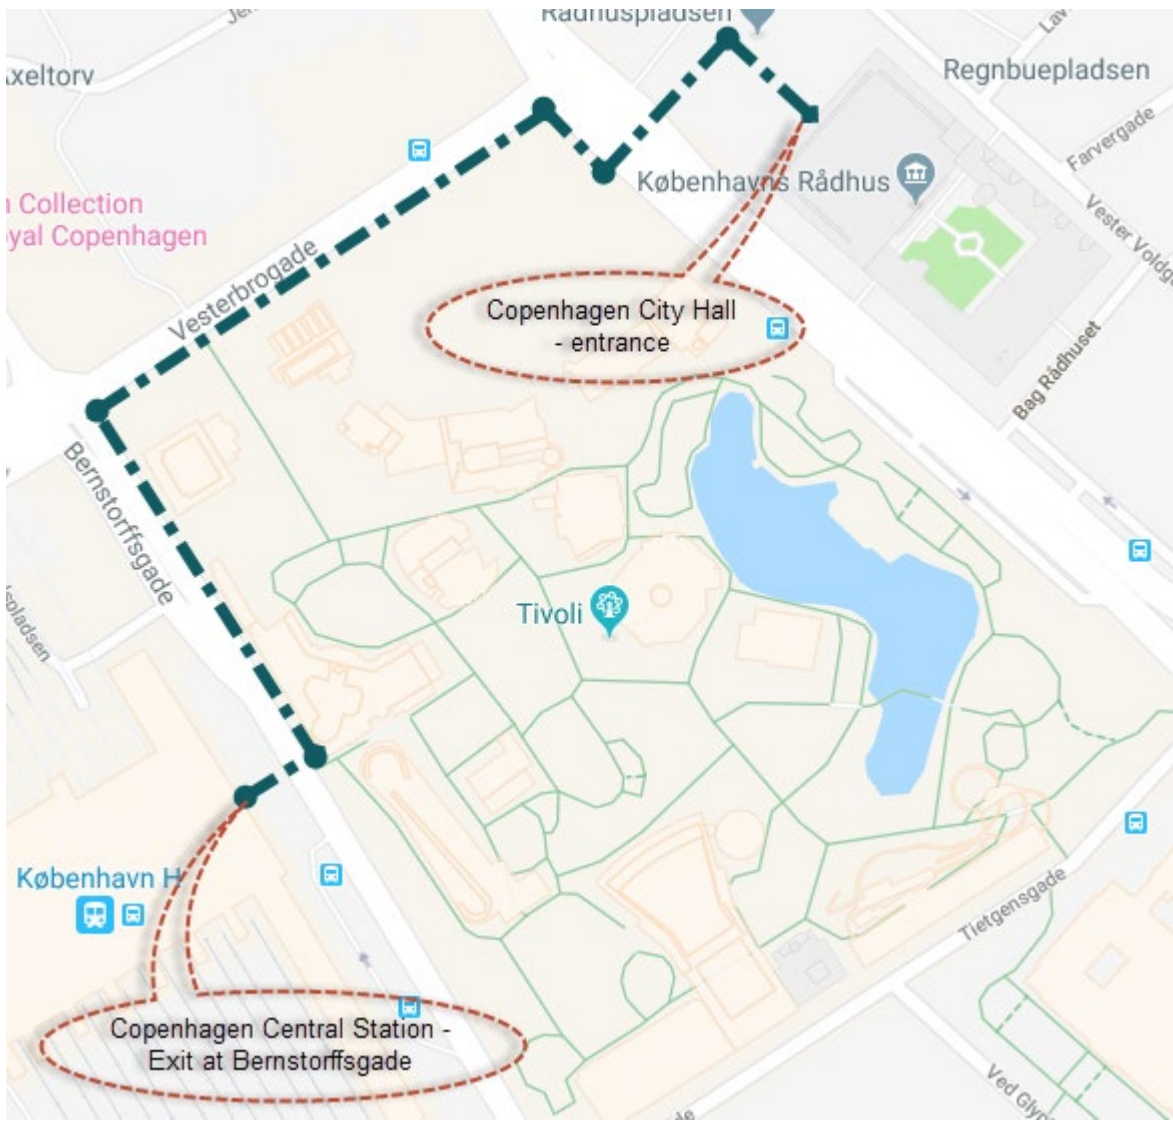 Rådhuspladsen
Axeltorv
Regnbuepladsen
Farvergade
Københavns Rådhus
Vester Voldg
n Collection
oyal Copenhagen
Vesterbrogade
Copenhagen City Hall
- entrance
Bag Rådhuset
Bernstorffsgade
Tivoli
København H
Tietgensgade
Copenhagen Central Station -
Exit at Bernstorffsgade
Ved Glyp